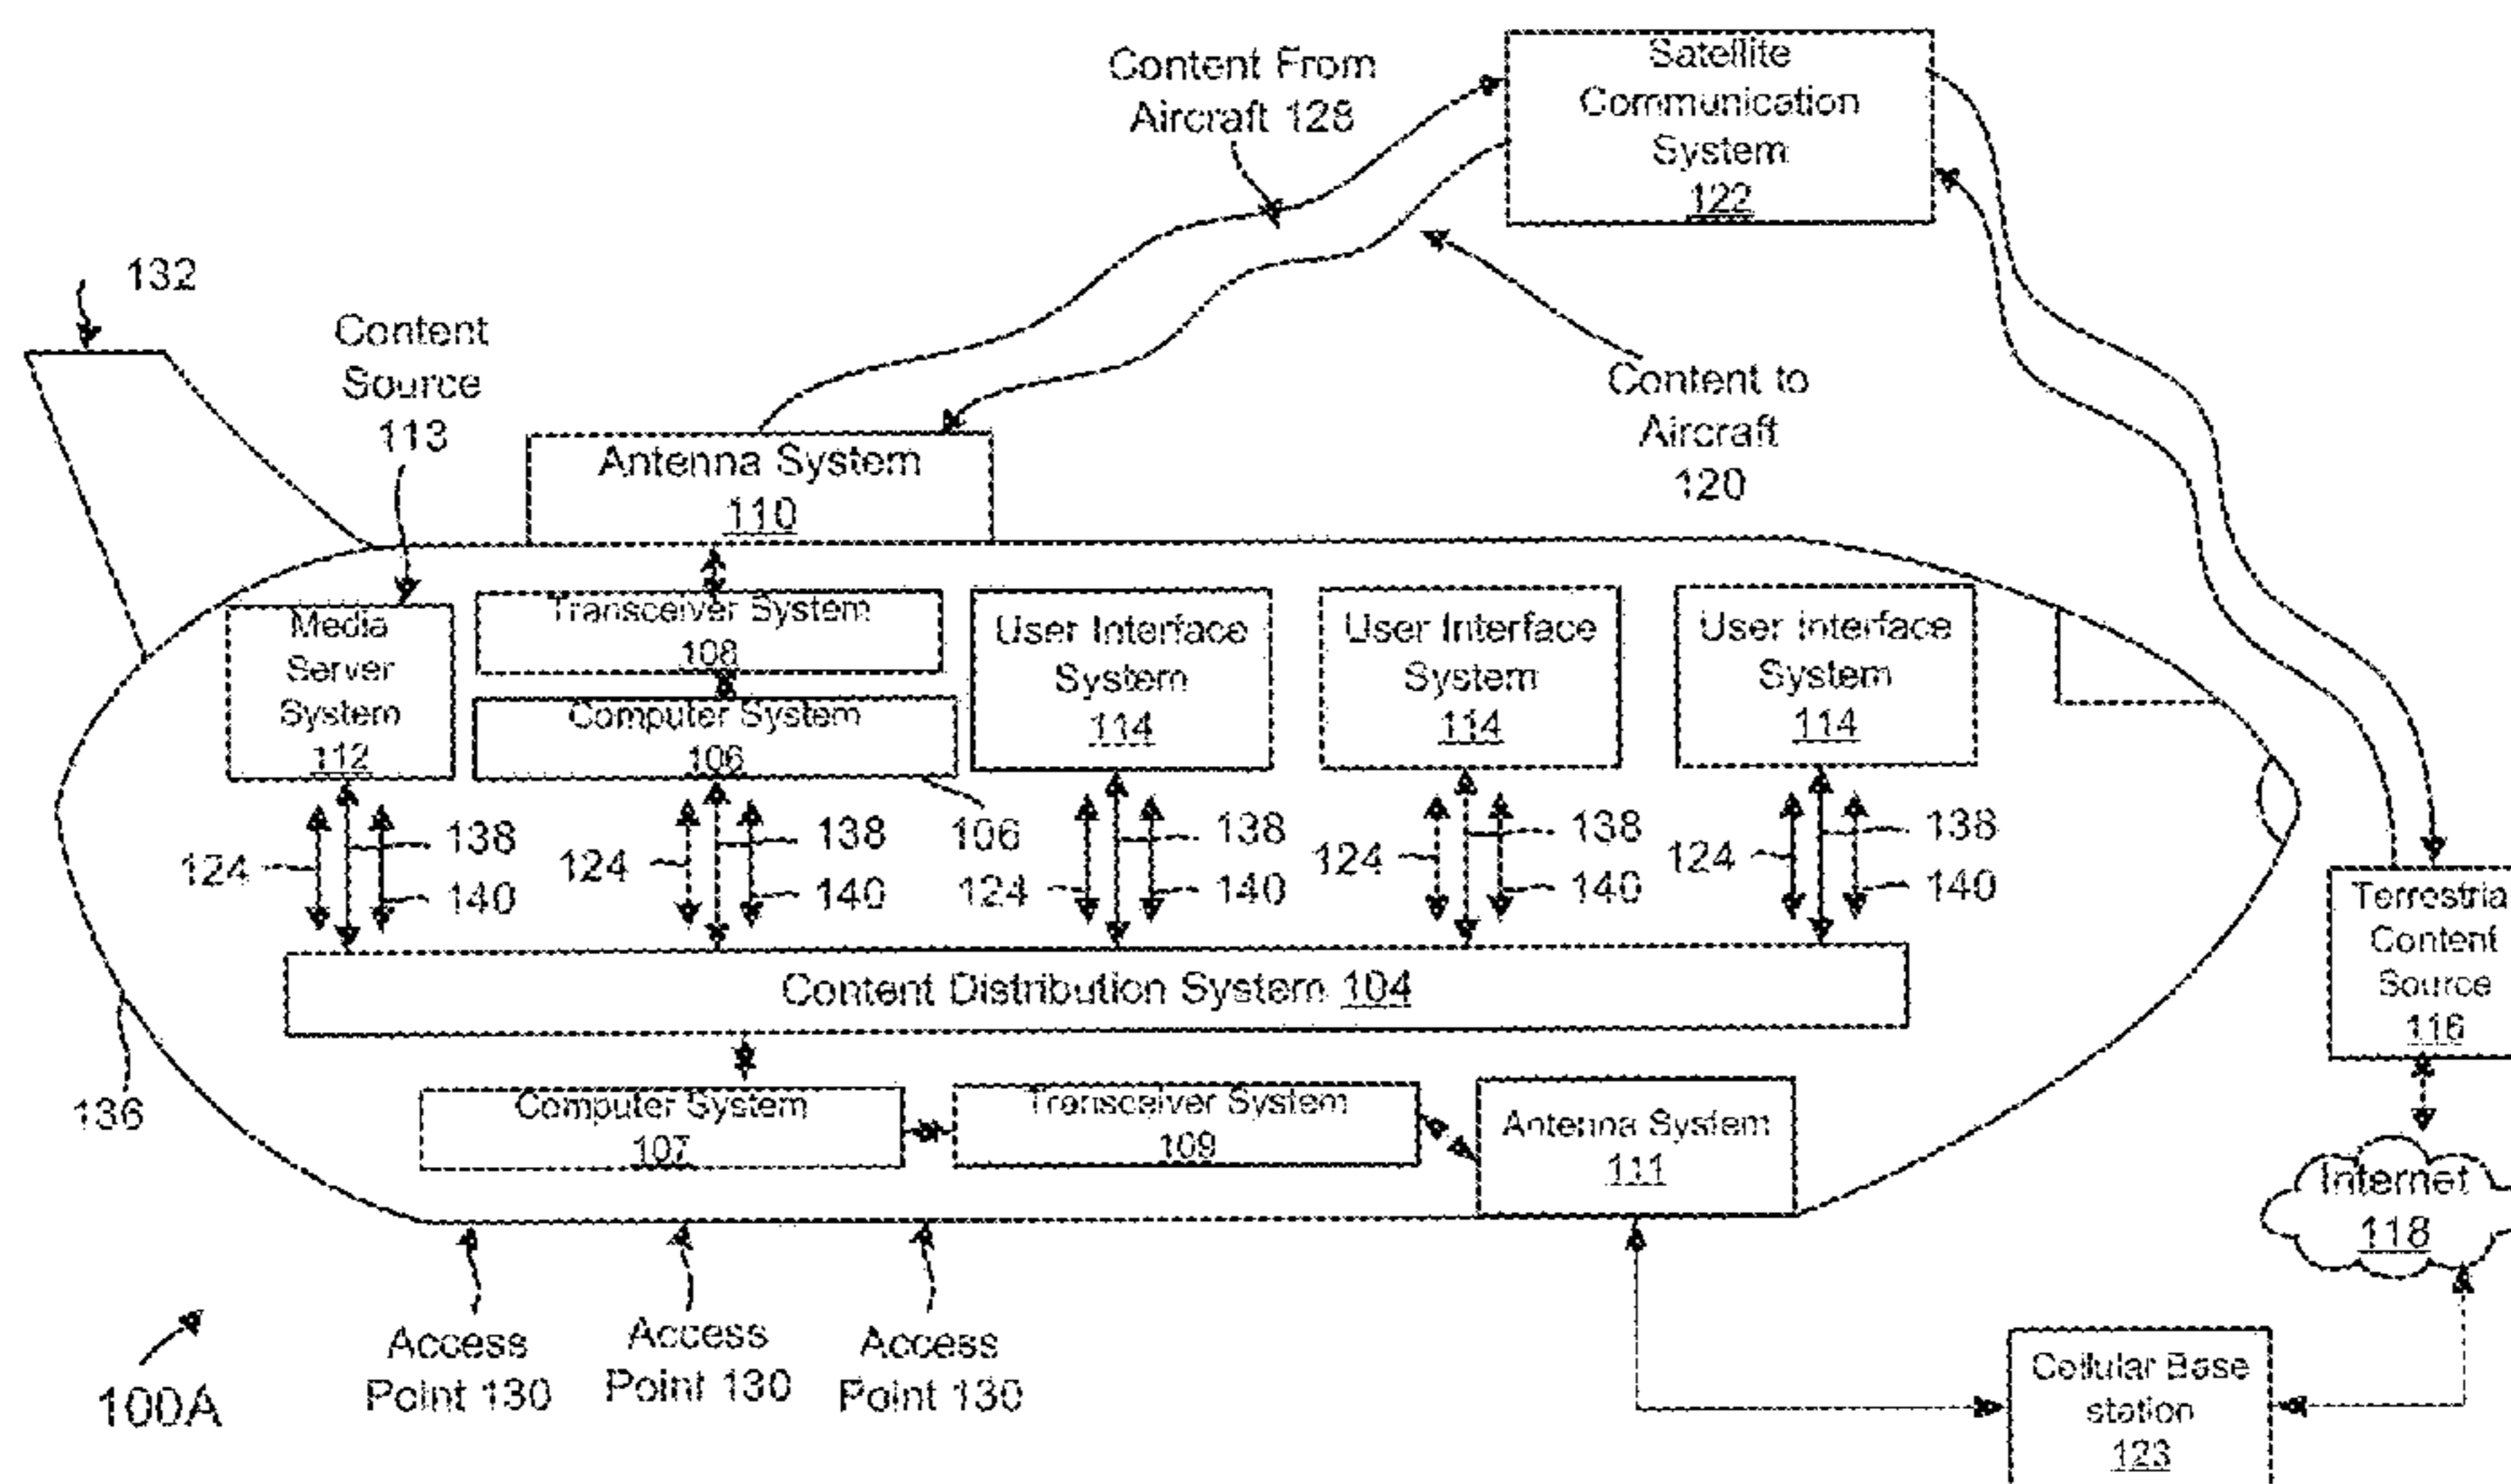 Content From
Aircraft 128
Satellite
Communication
System
122
132
Content
Source
113
Content to
Aircraft
120
Antenna System
110
Media
Server
System
112
Transceiver System
108
Computer System
106
User Interface
System
114
User Interface
System
114
User Interface
System
114
124
138
140
124
138
140
106
124
138
140
124
138
140
124
138
140
Terrestria
Content
Source
116
Content Distribution System 104
136
Computer System
107
Transceiver System
109
Antenna System
111
Internet
118
Access
Point 130
Access
Point 130
Access
Point 130
100A
Cellular Base
station
123